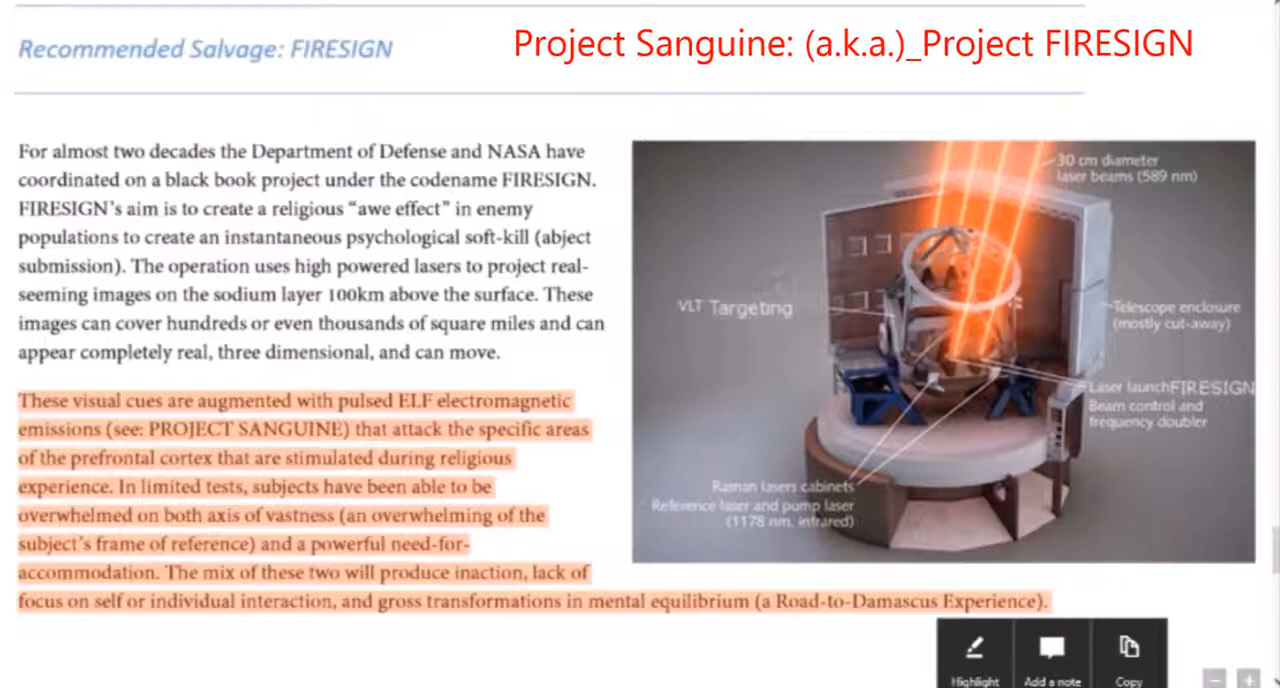 Recommended Salvage: FIRESIGN
Project Sanguine: (a.k.a.)_Project FIRESIGN
For almost two decades the Department of Defense and NASA have
coordinated on a black book project under the codename FIRESIGN.
FIRESIGN's aim is to create a religious “awe effect” in enemy
populations to create an instantaneous psychological soft-kill (abject
submission). The operation uses high powered lasers to project real-
seeming images on the sodium layer 100km above the surface. These
images can cover hundreds or even thousands of square miles and can
appear completely real, three dimensional, and can move.
These visual cues are augmented with pulsed ELF electromagnetic
emissions (see: PROJECT SANGUINE) that attack the specific areas
of the prefrontal cortex that are stimulated during religious
experience. In limited tests, subjects have been able to be
overwhelmed on both axis of vastness (an overwhelming of the
subject's frame of reference) and a powerful need-for-
accommodation. The mix of these two will produce inaction, lack of
focus on self or individual interaction, and gross transformations in mental equilibrium (a Road-to-Damascus Experience).
30 cm diameter
laser beams (589 nm)
VLT Targeting
Telescope enclosure
(mostly cut-away)
Laser launchFIRESIGN
Beam control and
frequency doubler
Raman lasers cabinets
Reference laser and pump laser
(1178 nm, infrared)
Highlight
Add a note
Copy